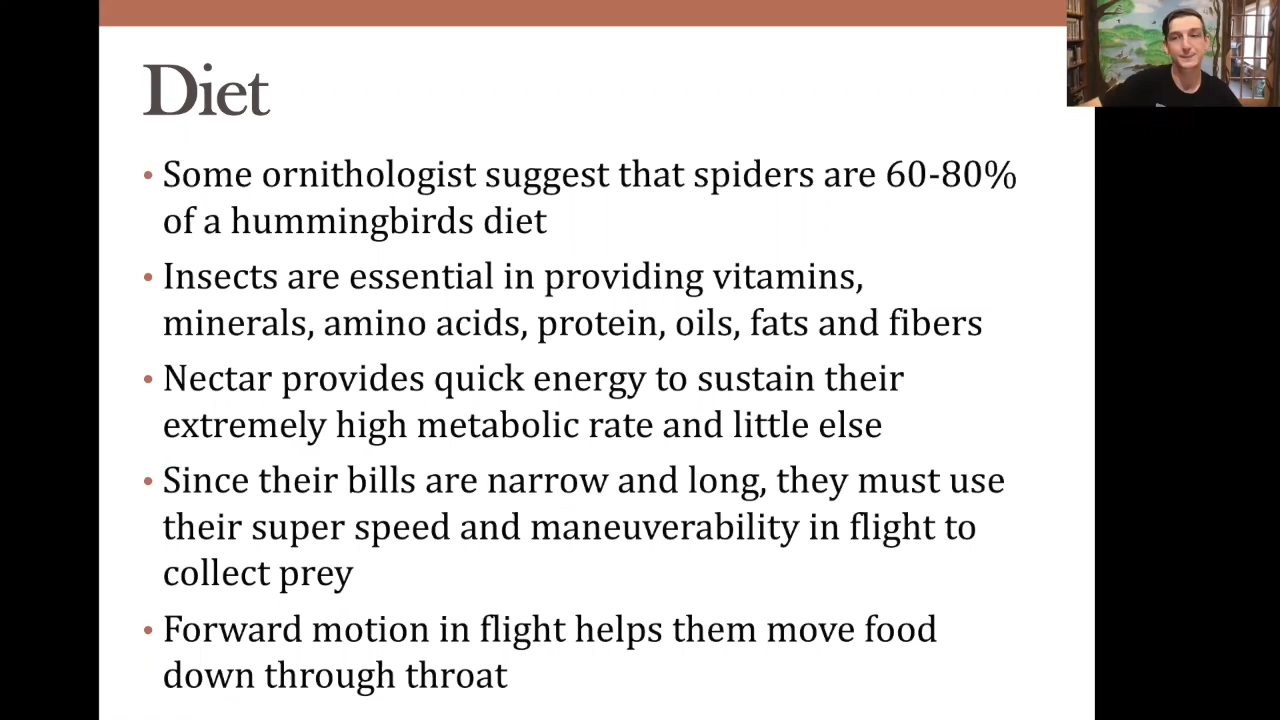 Diet
• Some ornithologist suggest that spiders are 60-80%
of a hummingbirds diet
• Insects are essential in providing vitamins,
minerals, amino acids, protein, oils, fats and fibers
• Nectar provides quick energy to sustain their
extremely high metabolic rate and little else
• Since their bills are narrow and long, they must use
their super speed and maneuverability in flight to
collect prey
• Forward motion in flight helps them move food
down through throat